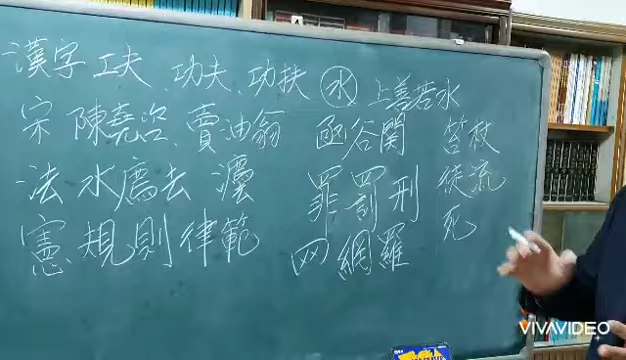 漢字 工夫、功夫、功扶 ㊌ 上善若水
宋 陳堯咨、賣油翁 函谷関 笞杖
法 水廌去 灋 罪罰刑 徒流
憲 規則律範 网網羅 死
VIVAVIDEO